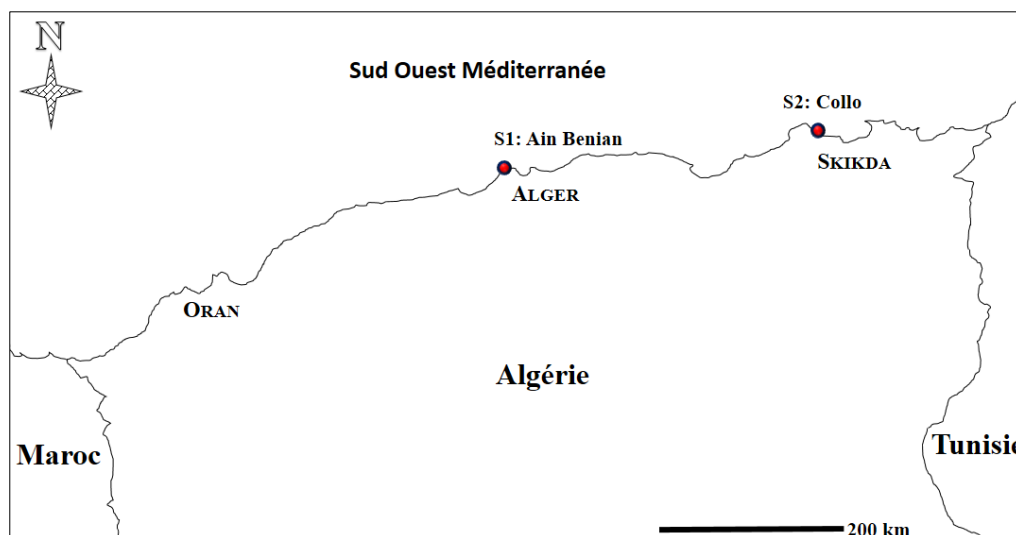 N
Sud Ouest Méditerranée
S2: Collo
S1: Ain Benian
SKIKDA
ALGER
ORAN
Algérie
Maroc
Tunisie
200 km